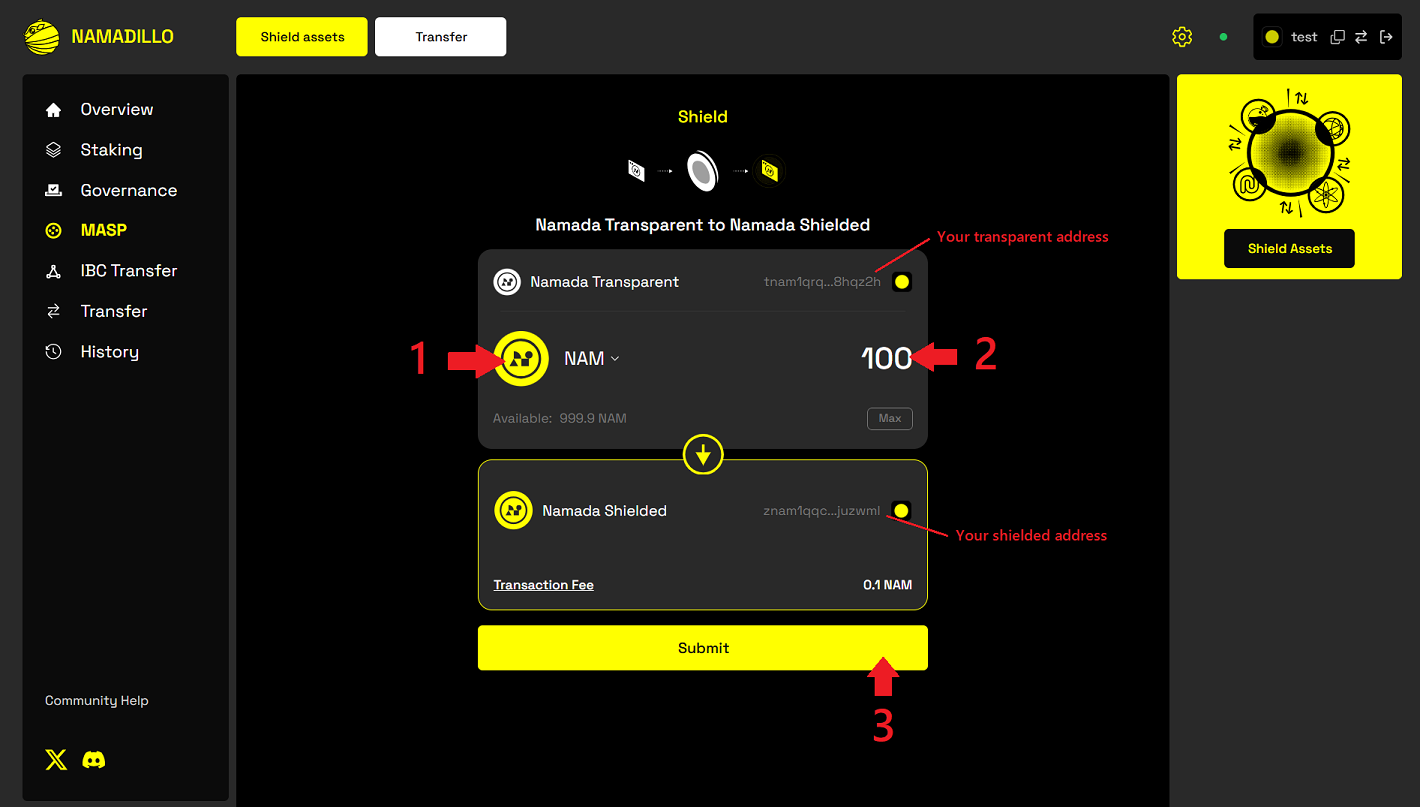 NAMADILLO
Shield assets
Transfer
test
Overview
Staking
Governance
MASP
IBC Transfer
Transfer
History
Community Help
Shield
Namada Transparent to Namada Shielded
Your transparent address
Namada Transparent
tnam1qrq...8hqz2h
1
NAM
100
2
Available: 999.9 NAM
Max
Namada Shielded
znam1qqc...juzwml
Your shielded address
Transaction Fee
0.1 NAM
Submit
3
Shield Assets